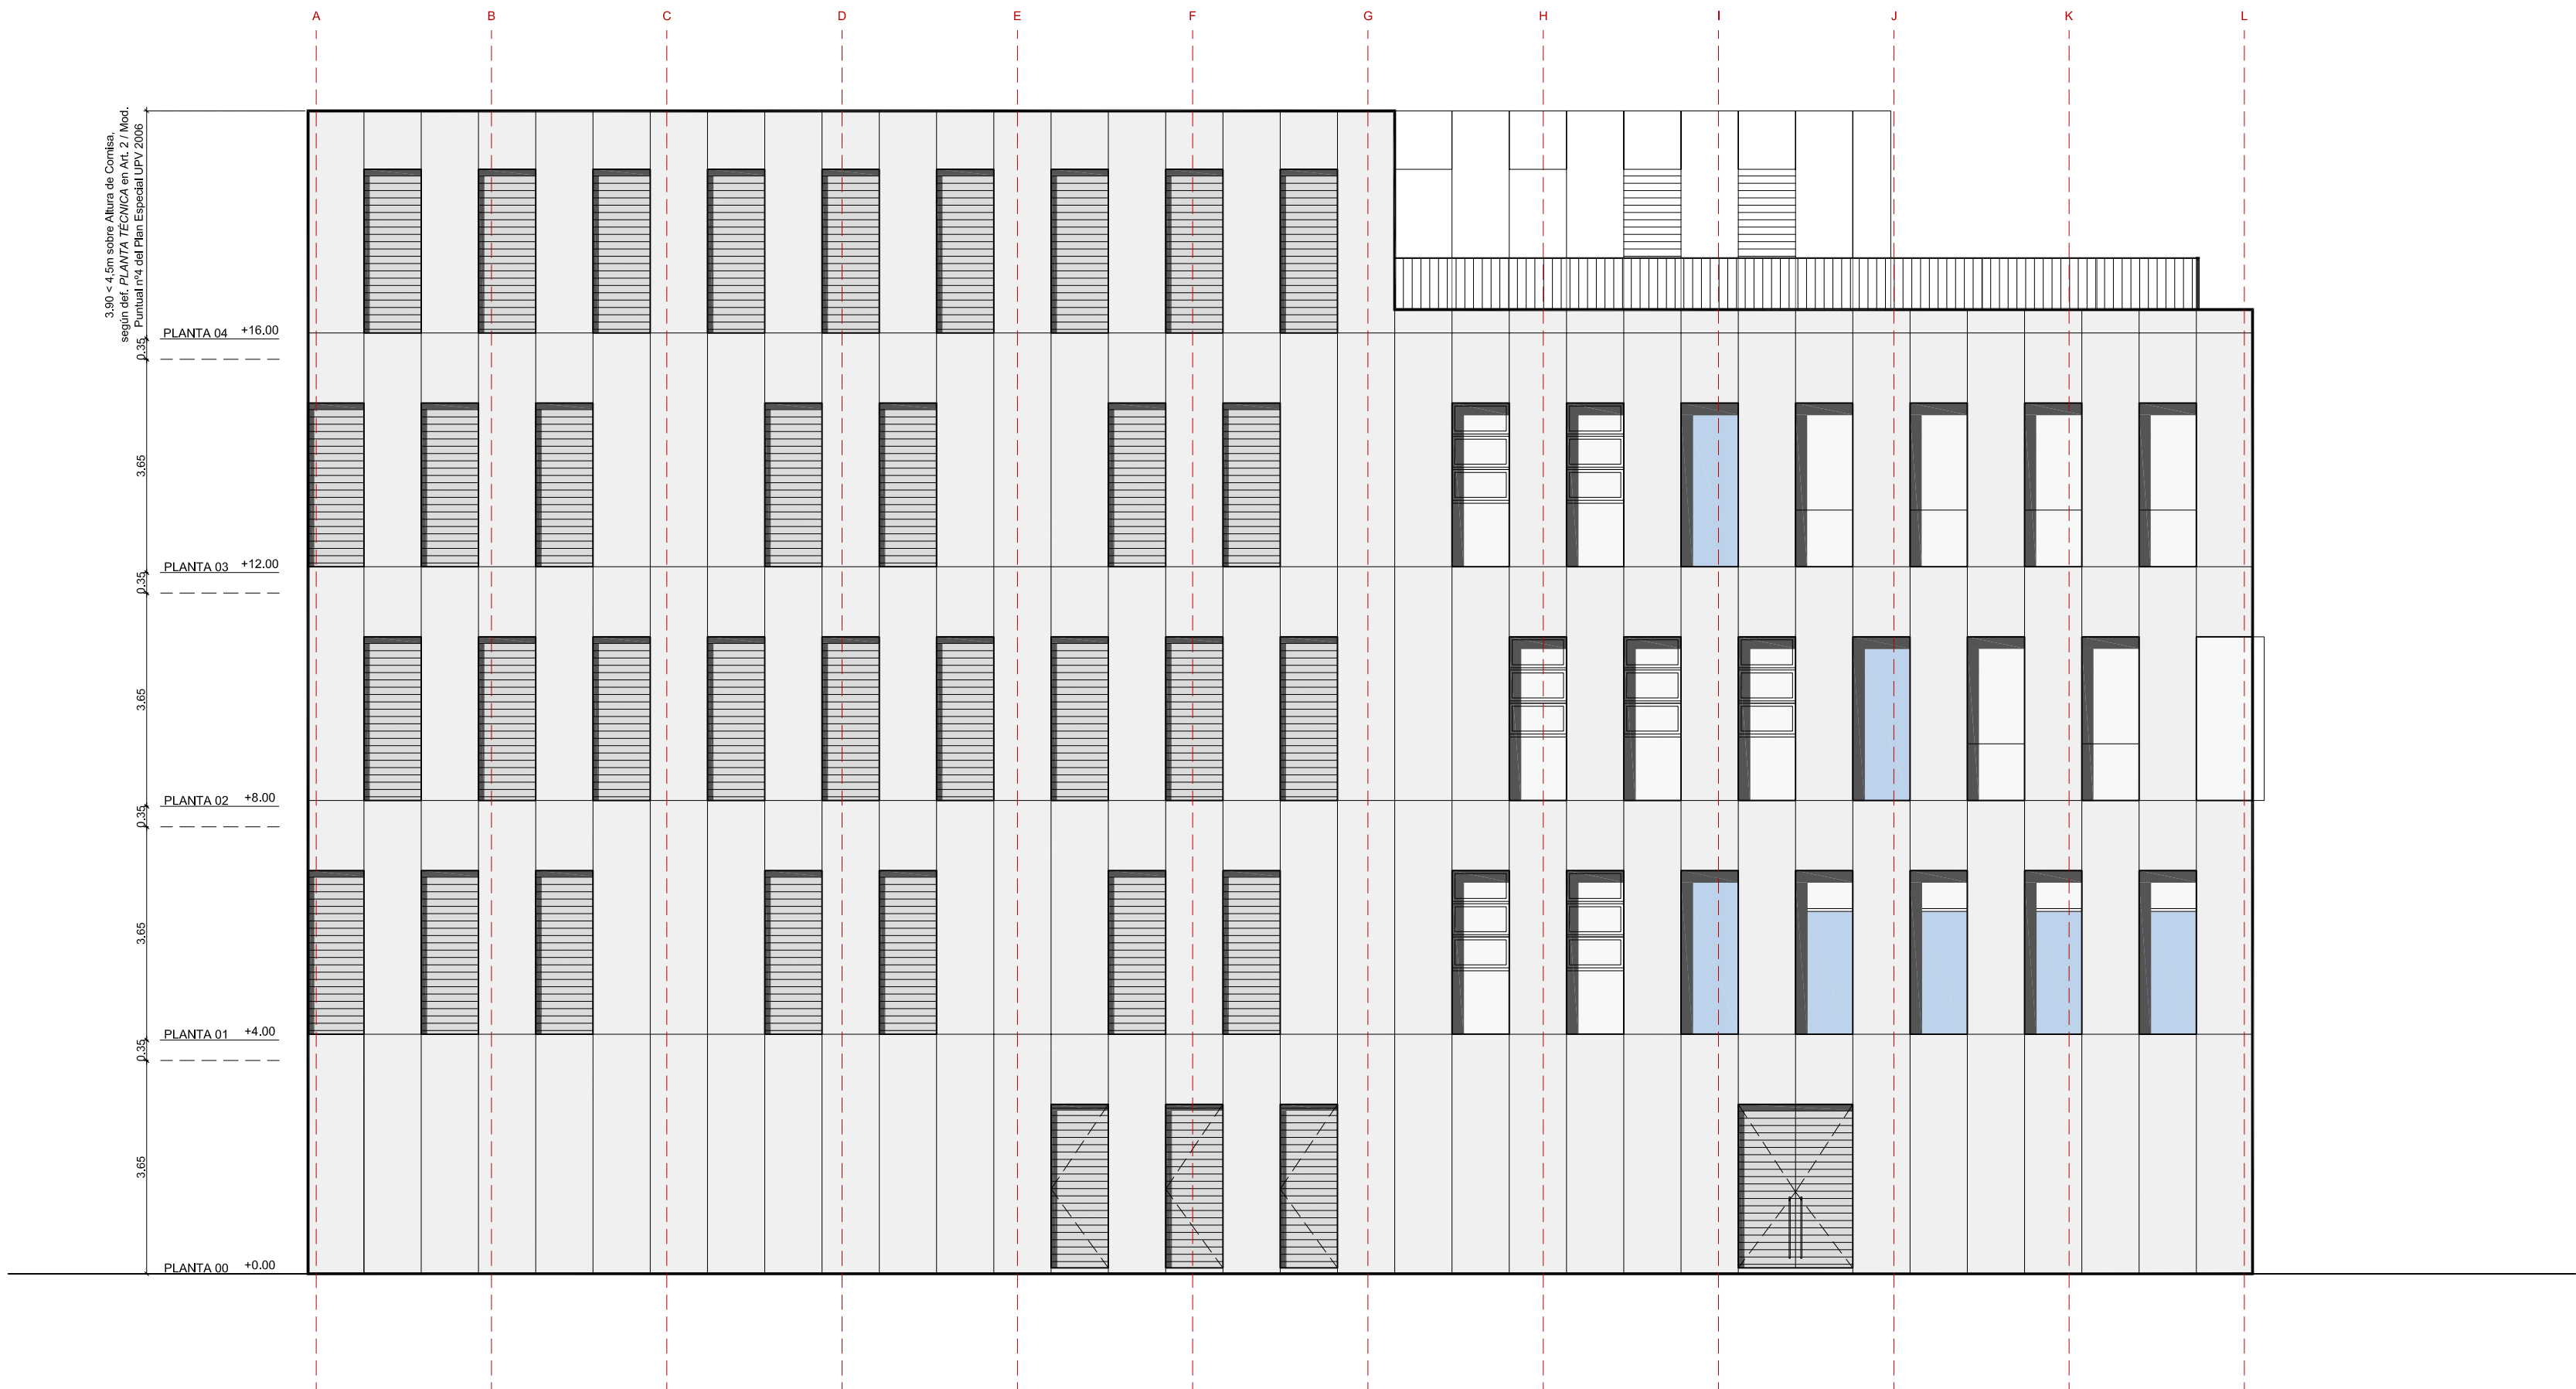 A B C D E F G H I J K L
3.90 < 4,5m sobre Altura de Cornisa,
según def. PLANTA TÉCNICA en Art. 2 / Mod.
Puntual nº4 del Plan Especial UPV 2006
PLANTA 04 +16.00
0.35
3.65
PLANTA 03 +12.00
0.35
3.65
PLANTA 02 +8.00
0.35
3.65
PLANTA 01 +4.00
0.35
3.65
PLANTA 00 +0.00